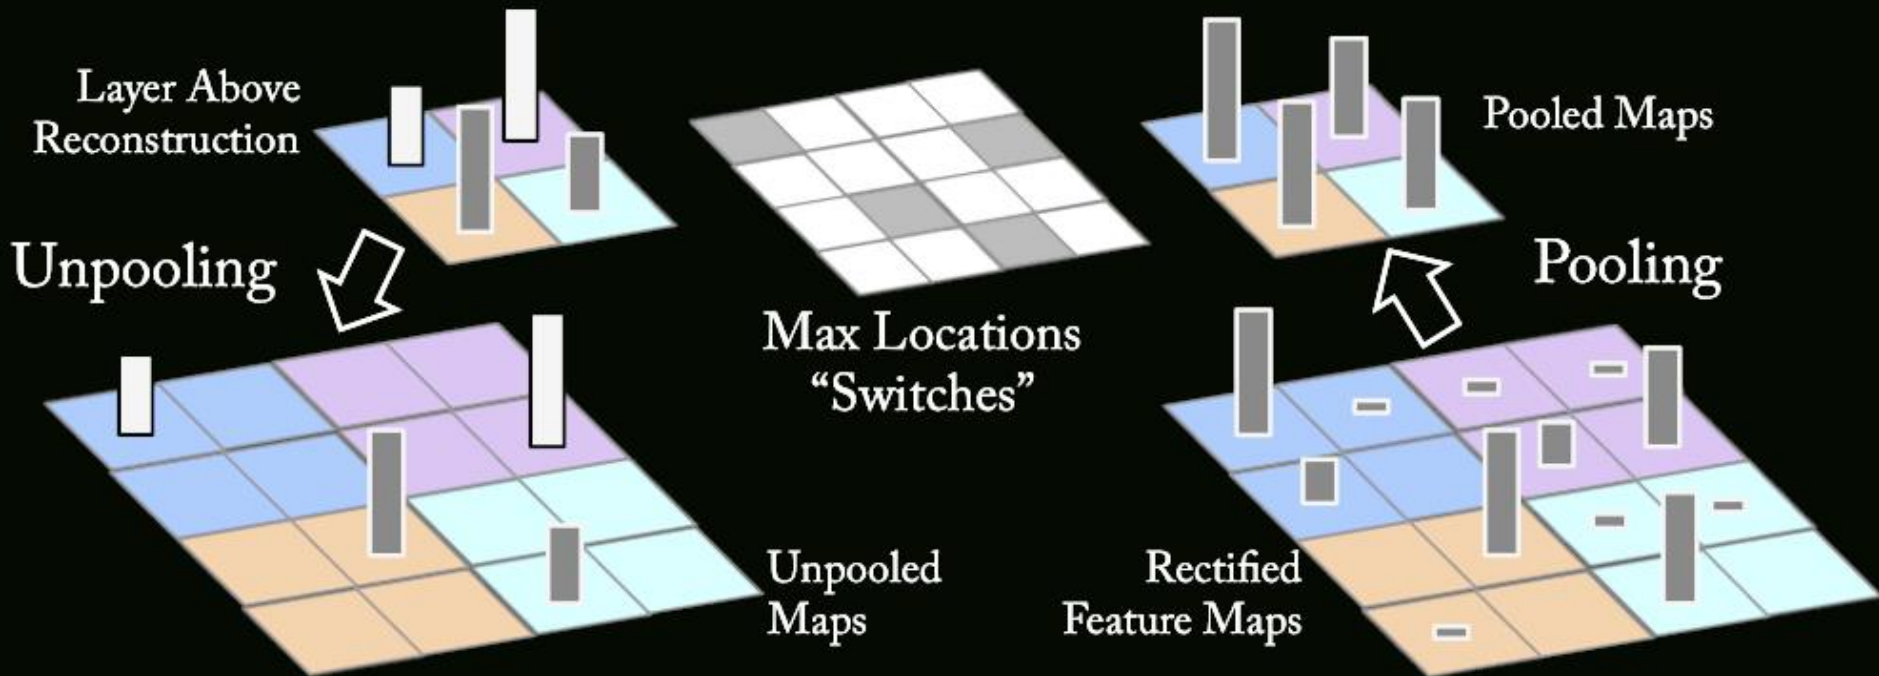 Layer Above
Reconstruction
Pooled Maps
Unpooling
Pooling
Max Locations
“Switches”
Unpooled
Maps
Rectified
Feature Maps